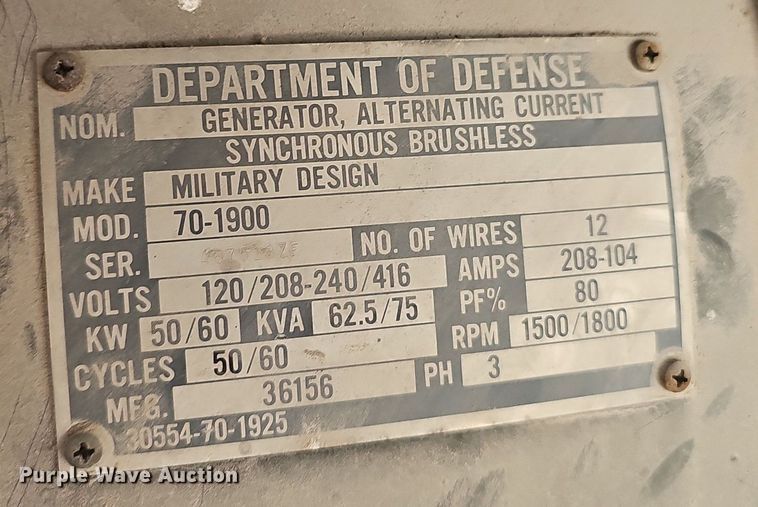 DEPARTMENT OF DEFENSE
NOM. GENERATOR, ALTERNATING CURRENT
SYNCHRONOUS BRUSHLESS
MAKE MILITARY DESIGN
MOD. 70-1900
SER. NO. OF WIRES 12
VOLTS 120/208-240/416 AMPS 208-104
KW 50/60 KVA 62.5/75 PF% 80
CYCLES 50/60 RPM 1500/1800
MFG. 36156 PH 3
30554-70-1925
Purple Wave Auction